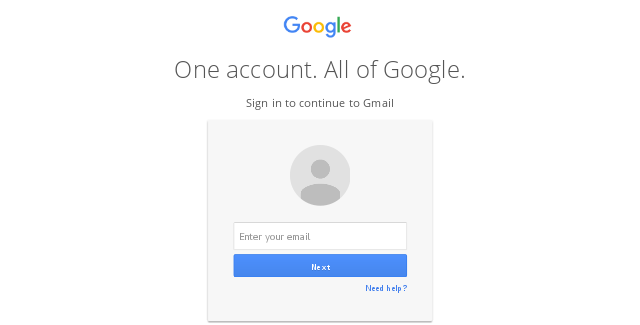 Google
One account. All of Google.
Sign in to continue to Gmail
Enter your email
Next
Need help?